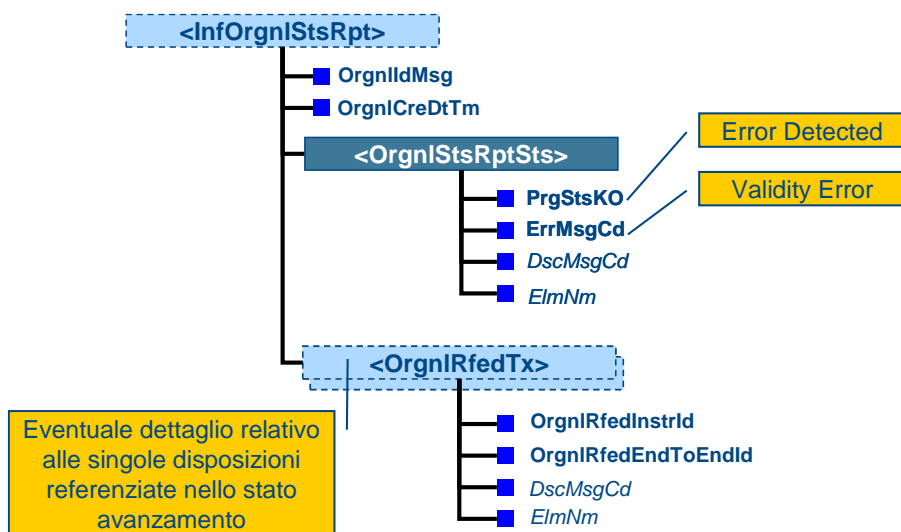 <InfOrgnlStsRpt>
OrgnlIdMsg
OrgnlCreDtTm
<OrgnlStsRptSts>
Error Detected
PrgStsKO
Validity Error
ErrMsgCd
DscMsgCd
ElmNm
<OrgnlRfedTx>
Eventuale dettaglio relativo
alle singole disposizioni
referenziate nello stato
avanzamento
OrgnlRfedInstrId
OrgnlRfedEndToEndId
DscMsgCd
ElmNm